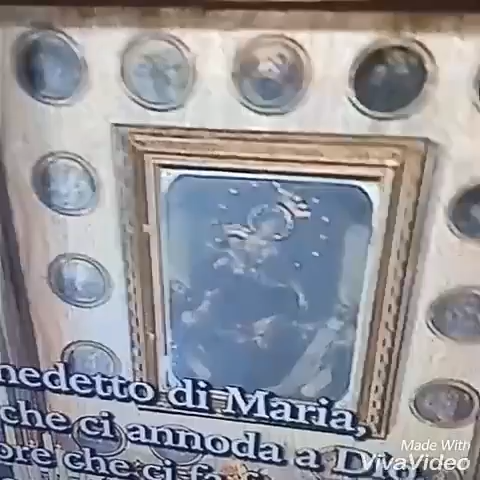 nedetto di Maria,
che ci annoda a Dio,
ore che ci fa
Made With
VivaVideo